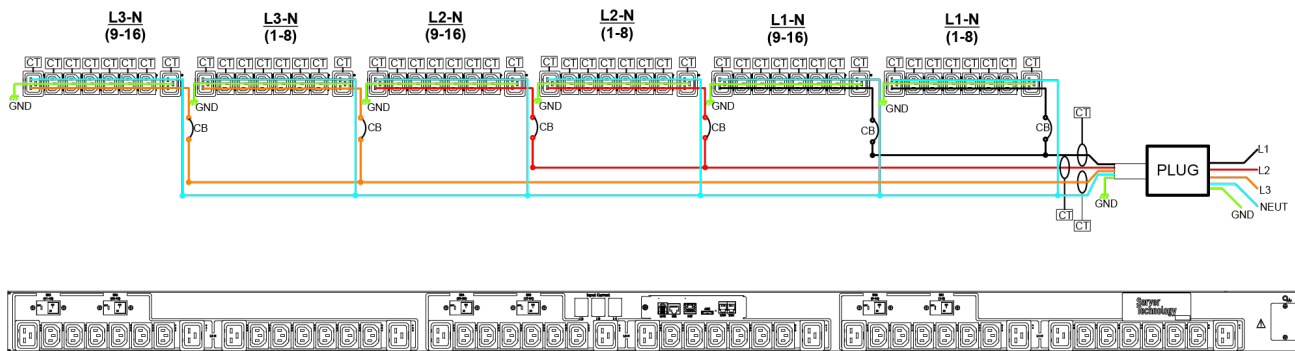 L3-N L3-N L2-N L2-N L1-N L1-N
(9-16) (1-8) (9-16) (1-8) (9-16) (1-8)
CT CT CT CT CT CT CT CT CT CT CT CT CT CT CT CT CT CT CT CT CT CT CT CT CT CT CT CT CT CT CT CT CT CT CT CT CT CT CT CT CT CT CT CT CT CT CT CT
GND GND GND GND GND GND
CT
CB CB CB CB CB CB
L1
PLUG L2
L3
GND NEUT
CT GND
CT
Input Current
Server
Technology